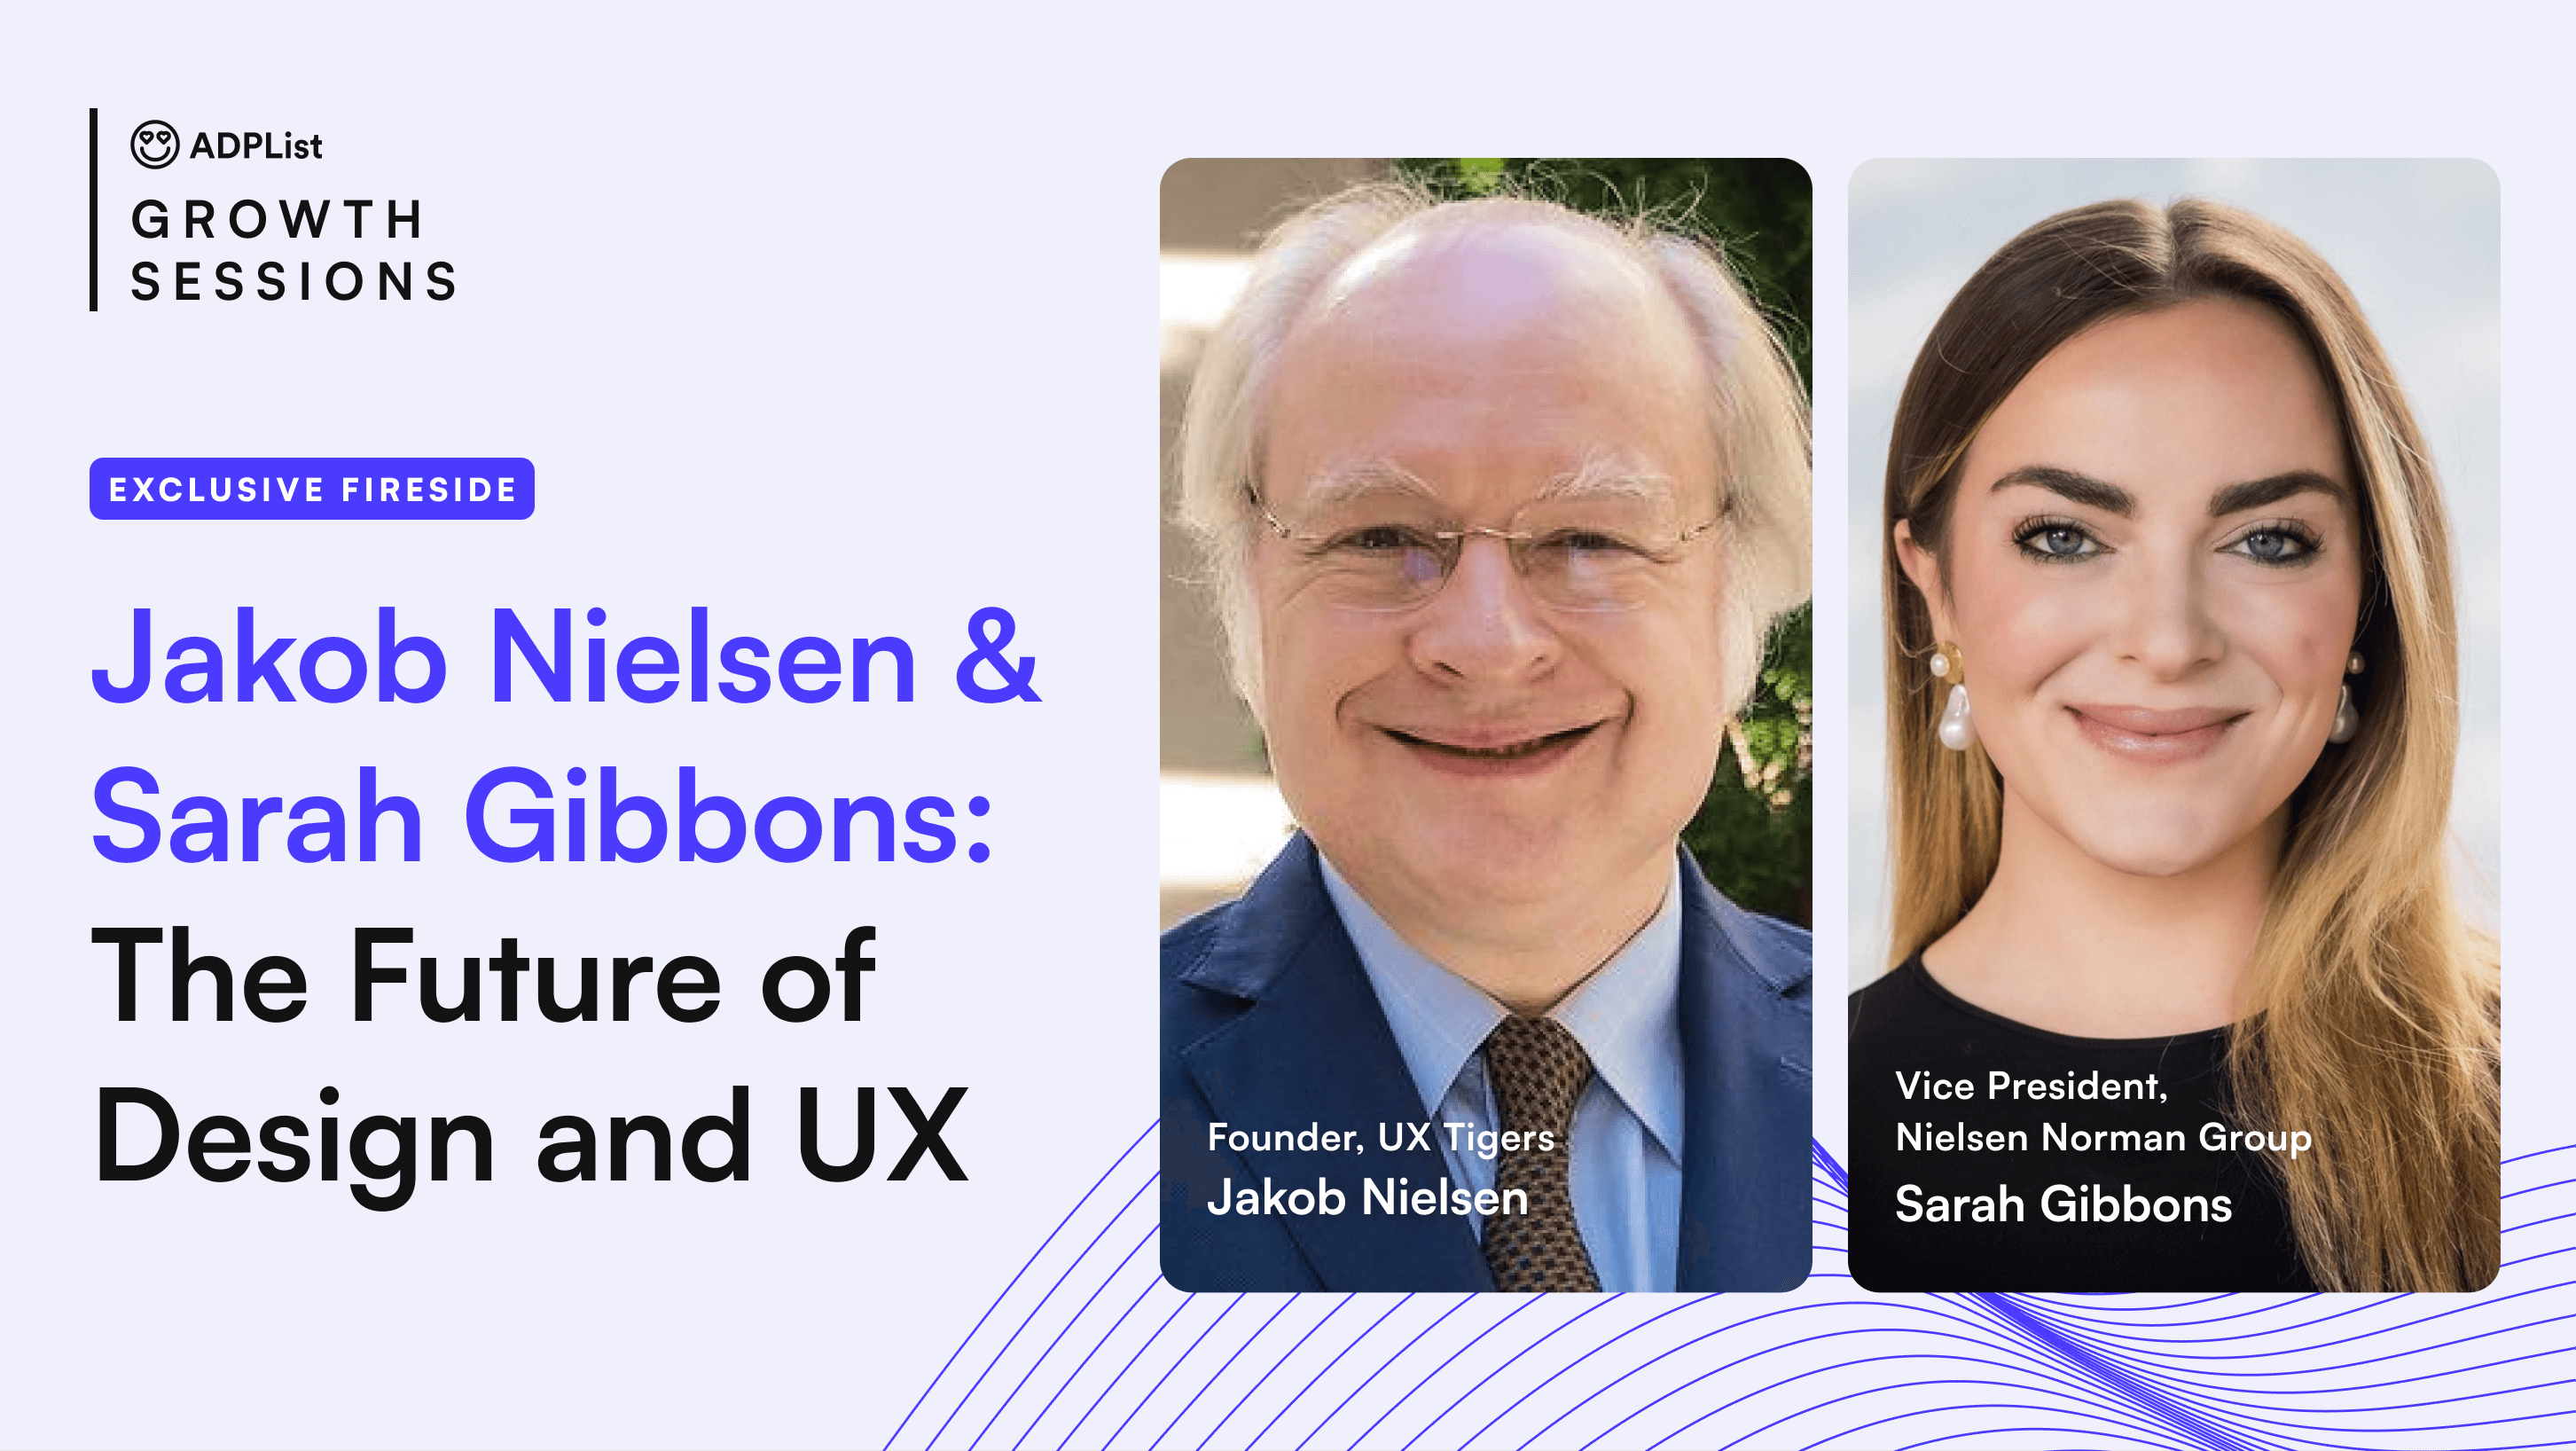 ADPList
GROWTH
SESSIONS
EXCLUSIVE FIRESIDE
Jakob Nielsen &
Sarah Gibbons:
The Future of
Design and UX
Founder, UX Tigers
Jakob Nielsen
Vice President,
Nielsen Norman Group
Sarah Gibbons